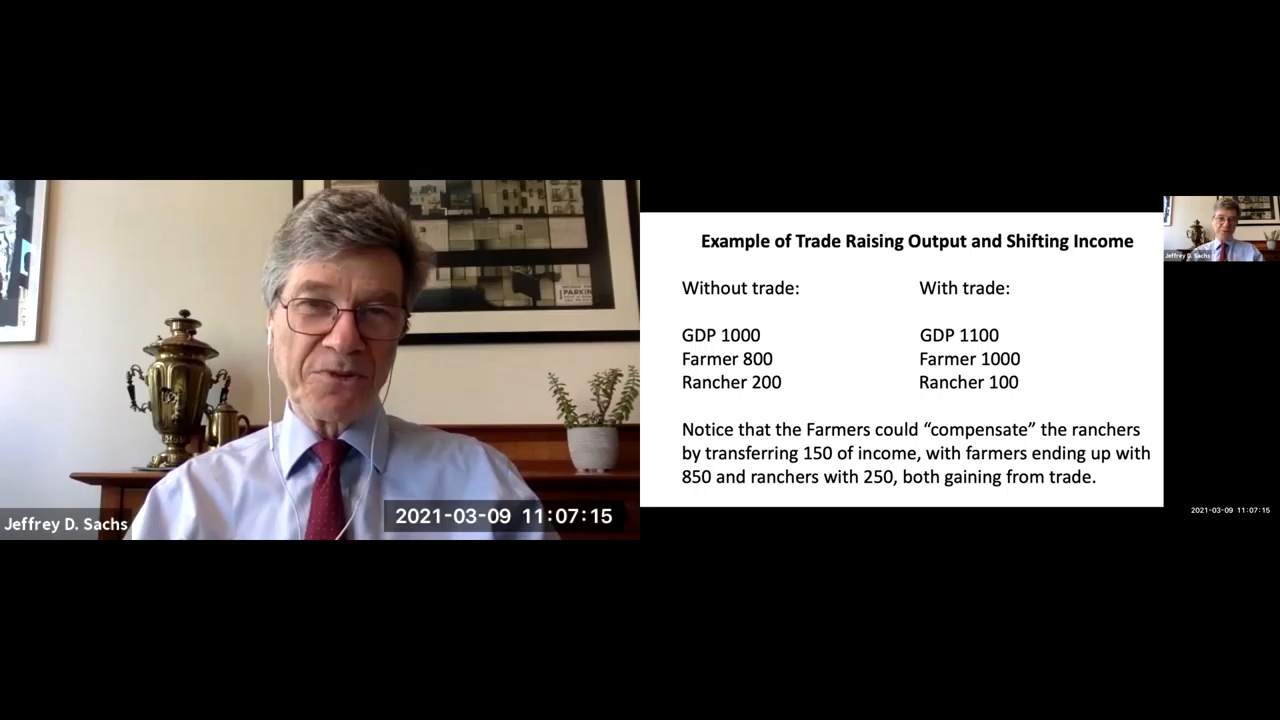 PARKIN
Jeffrey D. Sachs
2021-03-09 11:07:15
Example of Trade Raising Output and Shifting Income
Without trade:
With trade:
GDP 1000
GDP 1100
Farmer 800
Farmer 1000
Rancher 200
Rancher 100
Notice that the Farmers could “compensate” the ranchers
by transferring 150 of income, with farmers ending up with
850 and ranchers with 250, both gaining from trade.
Jeffrey D. Sachs
2021-03-09 11:07:15